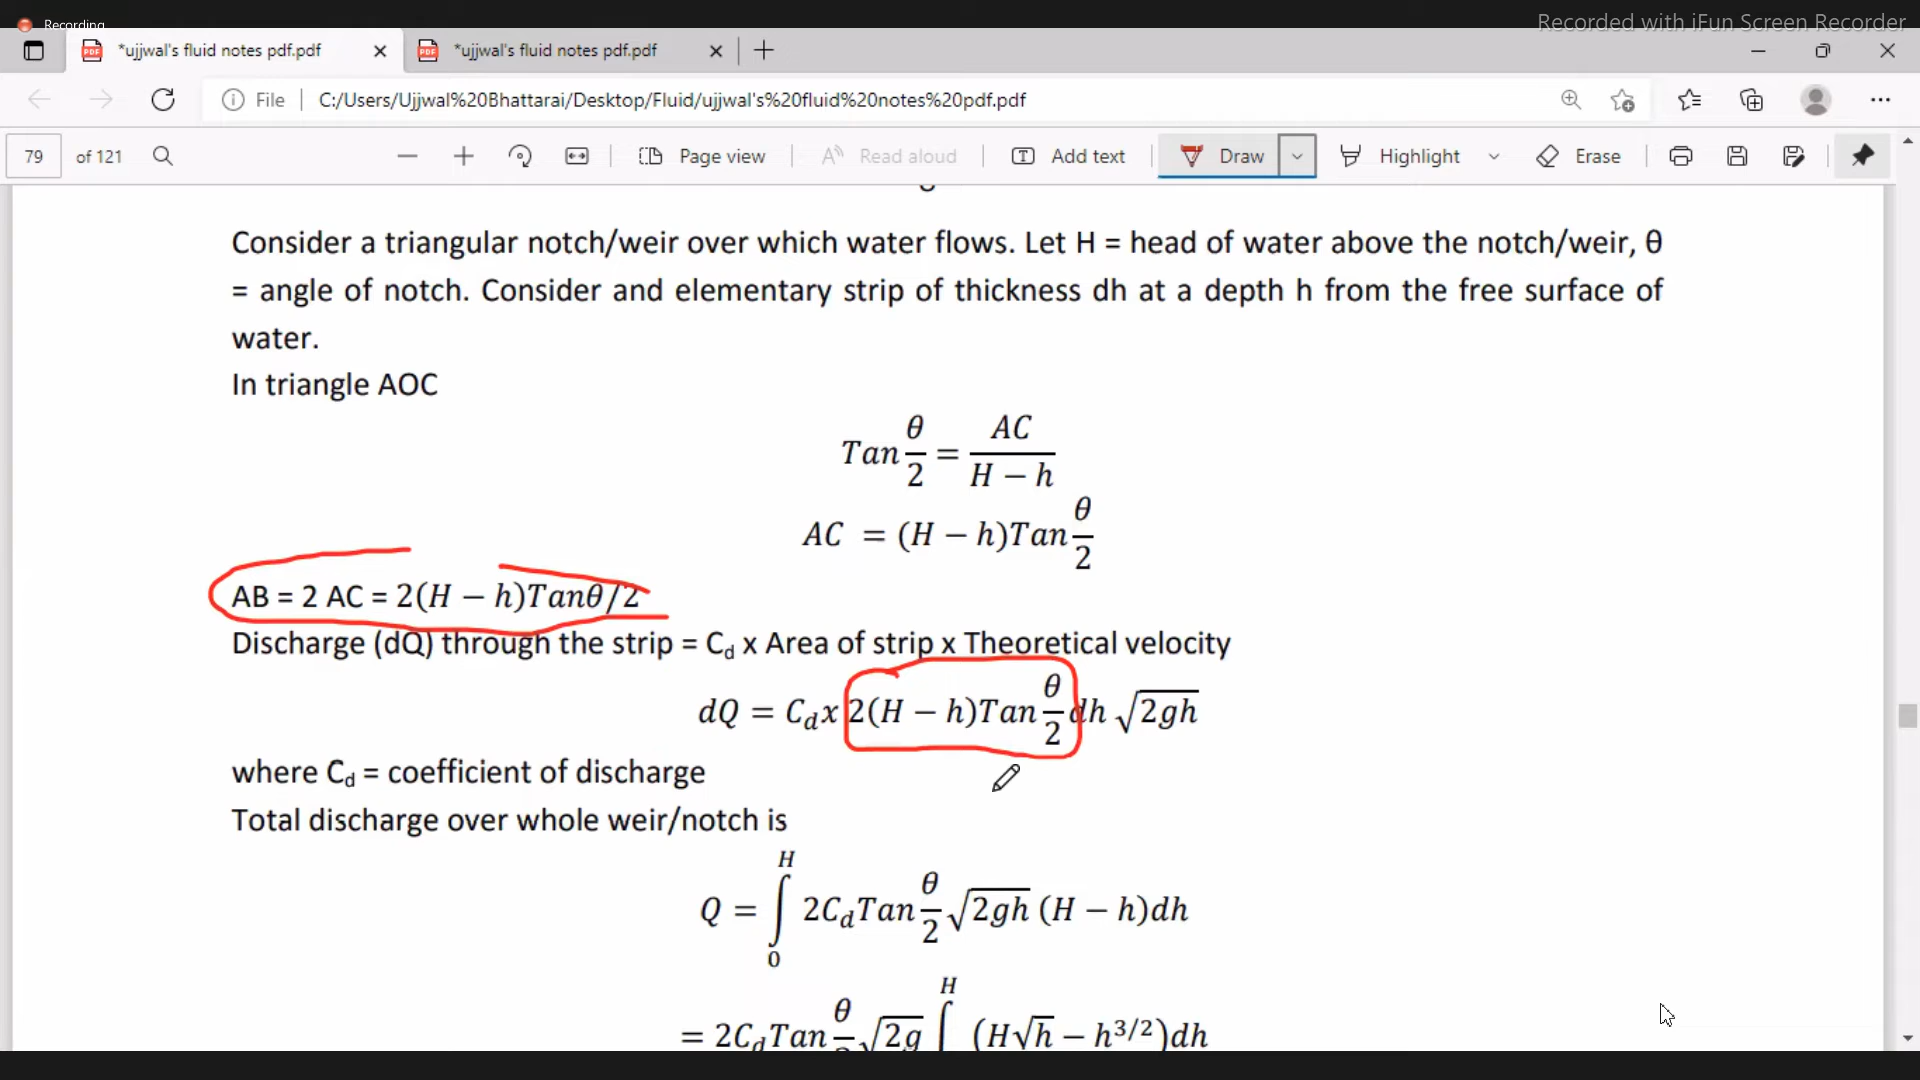 Recording
Recorded with iFun Screen Recorder
*ujjwal's fluid notes pdf.pdf
*ujjwal's fluid notes pdf.pdf
File
C:/Users/Ujjwal%20Bhattarai/Desktop/Fluid/ujjwal's%20fluid%20notes%20pdf.pdf
79 of 121
Page view
Read aloud
Add text
Draw
Highlight
Erase
Consider a triangular notch/weir over which water flows. Let H = head of water above the notch/weir, θ
= angle of notch. Consider and elementary strip of thickness dh at a depth h from the free surface of
water.
In triangle AOC
Tan θ/2 = AC/(H − h)
AC = (H − h)Tan θ/2
AB = 2 AC = 2(H − h)Tanθ/2
Discharge (dQ) through the strip = Cd x Area of strip x Theoretical velocity
dQ = Cd x 2(H − h)Tan θ/2 dh √2gh
where Cd = coefficient of discharge
Total discharge over whole weir/notch is
Q = ∫₀ᴴ 2CdTan θ/2 √2gh (H − h)dh
= 2CdTan θ/2 √2g ∫ᴴ (H√h − h^3/2)dh